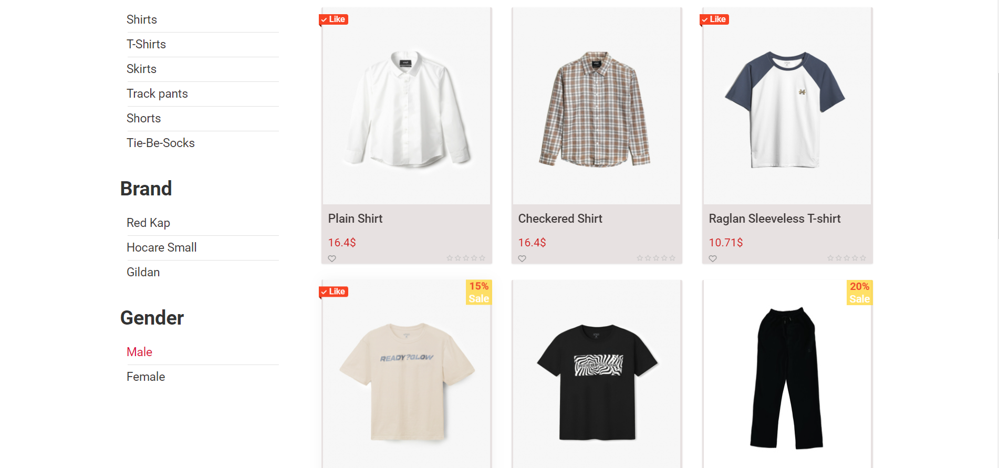 Shirts
T-Shirts
Skirts
Track pants
Shorts
Tie-Be-Socks
Brand
Red Kap
Hocare Small
Gildan
Gender
Male
Female
Like
Plain Shirt
16.4$
Checkered Shirt
16.4$
Like
Raglan Sleeveless T-shirt
10.71$
Like
15%
Sale
READY?GLOW
READY?GLOW
20%
Sale